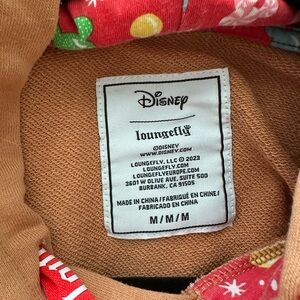 Disney
loungefly
©DISNEY
WWW.DISNEY.COM
LOUNGEFLY, LLC © 2023
LOUNGEFLY.COM
LOUNGEFLYEUROPE.COM
3601 W OLIVE AVE, SUITE 500
BURBANK, CA 91505
MADE IN CHINA / FABRIQUÉ EN CHINE /
FABRICADO EN CHINA
M / M / M